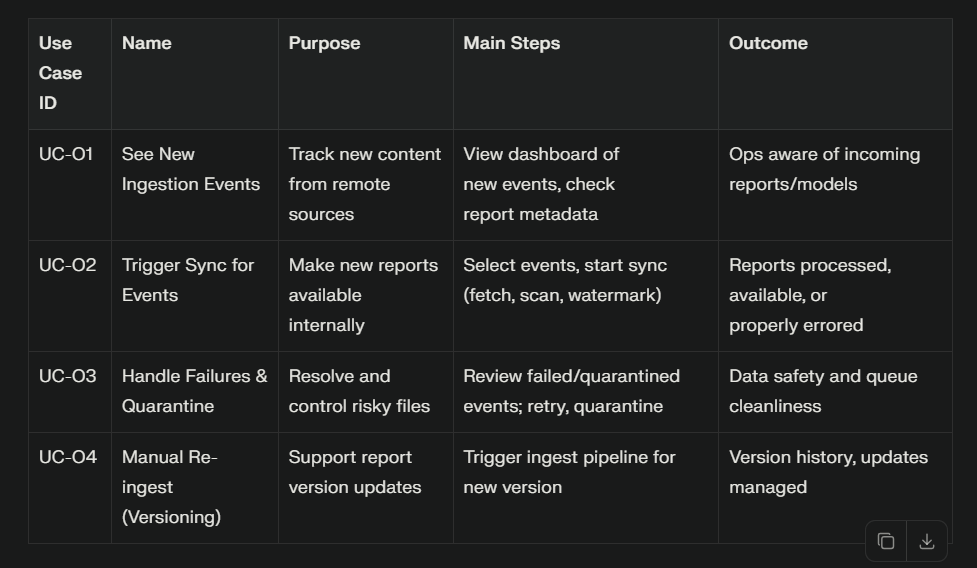 Use Case ID | Name | Purpose | Main Steps | Outcome
UC-O1 | See New Ingestion Events | Track new content from remote sources | View dashboard of new events, check report metadata | Ops aware of incoming reports/models
UC-O2 | Trigger Sync for Events | Make new reports available internally | Select events, start sync (fetch, scan, watermark) | Reports processed, available, or properly errored
UC-O3 | Handle Failures & Quarantine | Resolve and control risky files | Review failed/quarantined events; retry, quarantine | Data safety and queue cleanliness
UC-O4 | Manual Re-ingest (Versioning) | Support report version updates | Trigger ingest pipeline for new version | Version history, updates managed